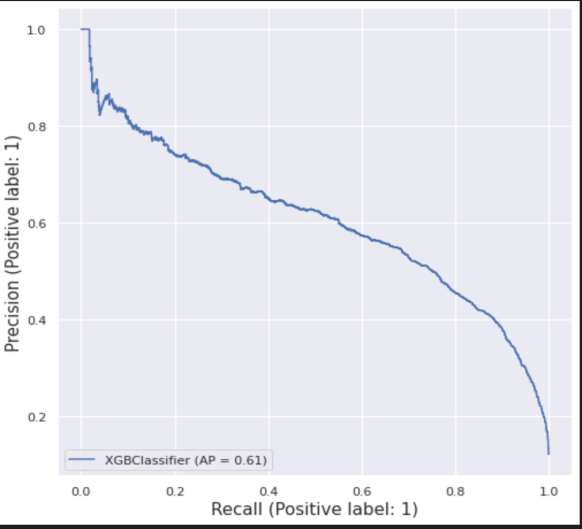 1.0
0.8
0.6
0.4
0.2
Precision (Positive label: 1)
XGBClassifier (AP = 0.61)
0.0 0.2 0.4 0.6 0.8 1.0
Recall (Positive label: 1)